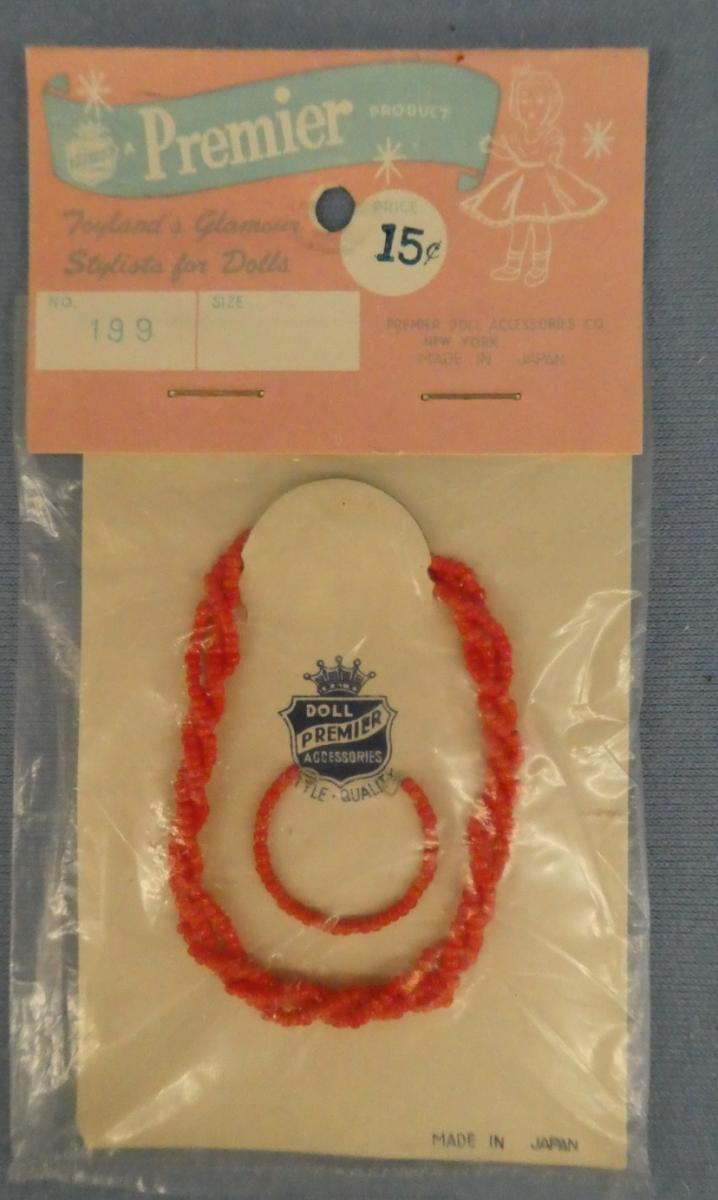 A Premier PRODUCT
Toyland's Glamour
Stylists for Dolls
PRICE
15¢
NO.
199
SIZE
PREMIER DOLL ACCESSORIES CO.
NEW YORK
MADE IN JAPAN
DOLL
PREMIER
ACCESSORIES
YLE - QUALITY
MADE IN JAPAN